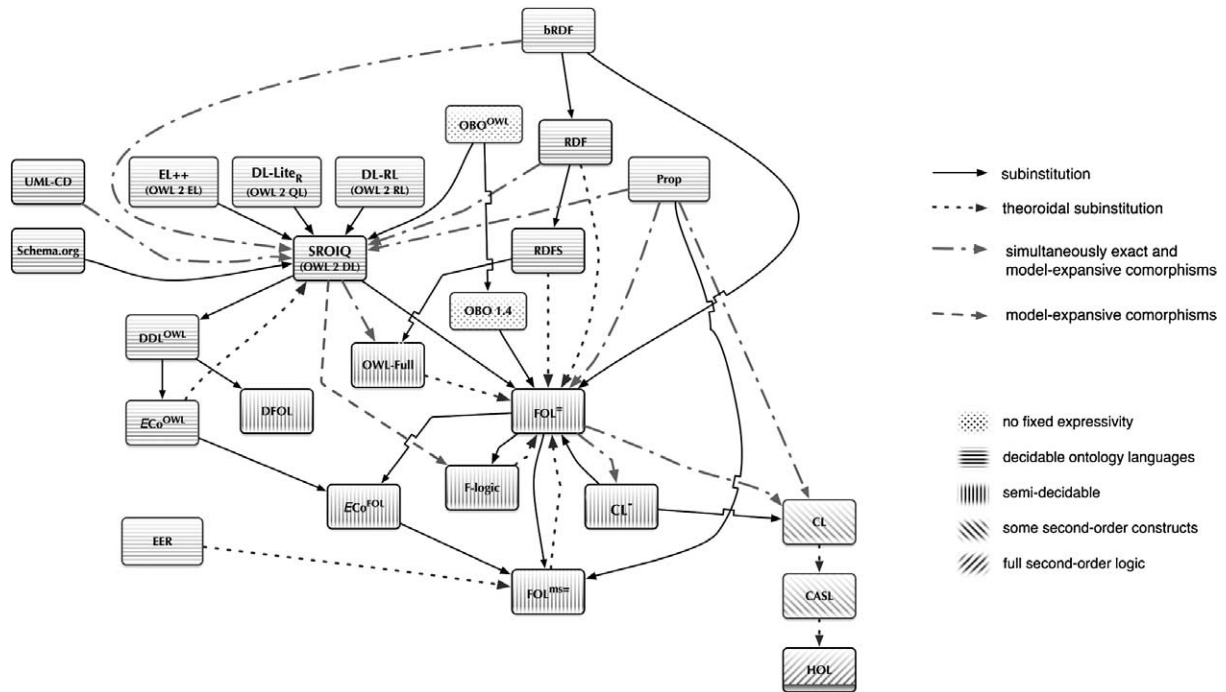 bRDF
OBO^OWL
RDF
UML-CD
EL++
(OWL 2 EL)
DL-Lite_R
(OWL 2 QL)
DL-RL
(OWL 2 RL)
Prop
Schema.org
SROIQ
(OWL 2 DL)
RDFS
OBO 1.4
DDL^OWL
OWL-Full
ECo^OWL
DFOL
FOL^=
F-logic
ECo^FOL
CL^-
CL
EER
FOL^ms=
CASL
HOL
subinstitution
theoroidal subinstitution
simultaneously exact and
model-expansive comorphisms
model-expansive comorphisms
no fixed expressivity
decidable ontology languages
semi-decidable
some second-order constructs
full second-order logic